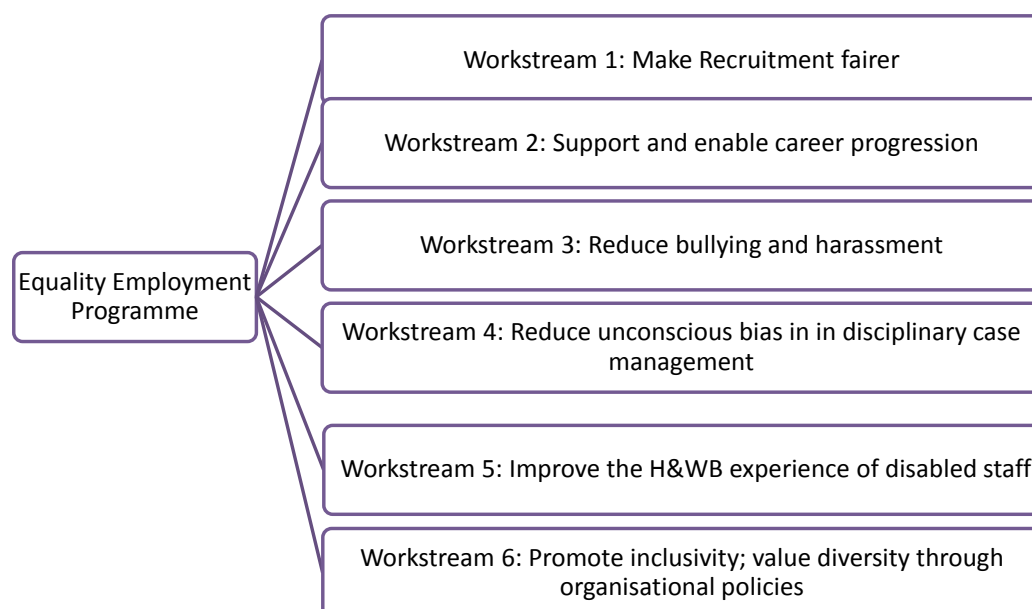 Workstream 1: Make Recruitment fairer
Workstream 2: Support and enable career progression
Workstream 3: Reduce bullying and harassment
Equality Employment
Programme
Workstream 4: Reduce unconscious bias in in disciplinary case
management
Workstream 5: Improve the H&WB experience of disabled staff
Workstream 6: Promote inclusivity; value diversity through
organisational policies